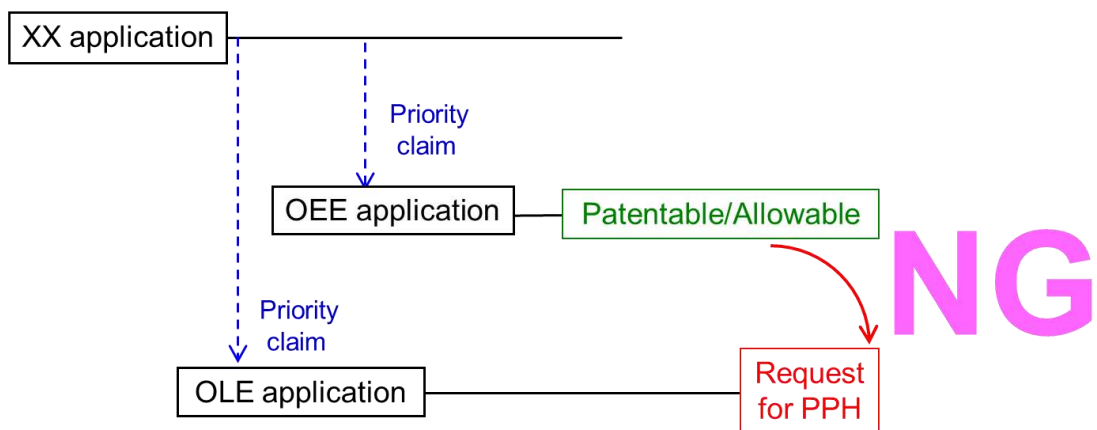 XX application
Priority
claim
OEE application
Patentable/Allowable
NG
Priority
claim
OLE application
Request
for PPH